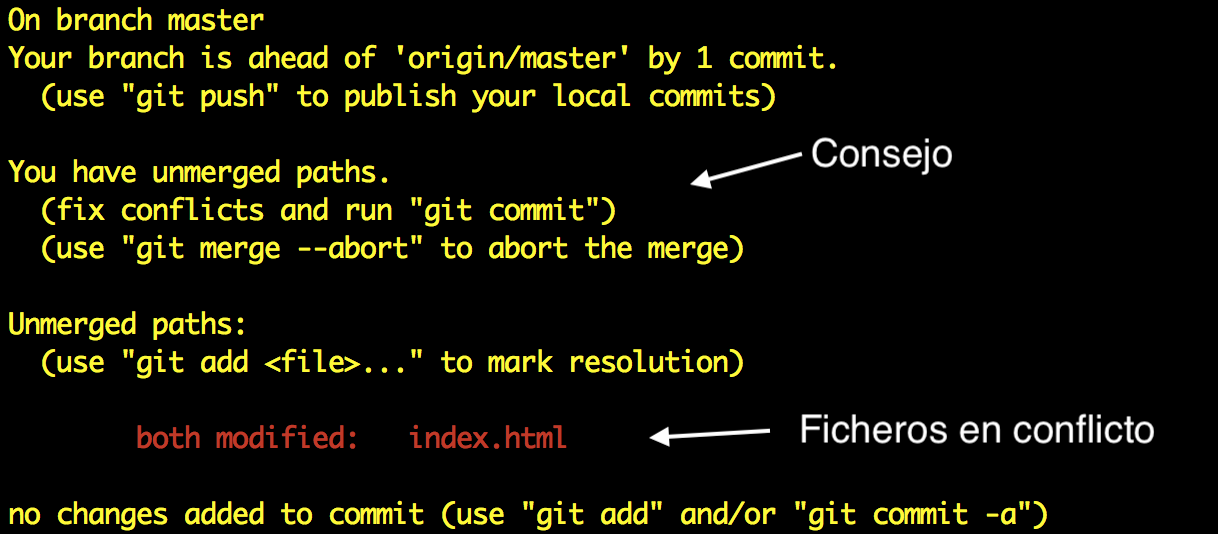 On branch master
Your branch is ahead of 'origin/master' by 1 commit.
(use "git push" to publish your local commits)
Consejo
You have unmerged paths.
(fix conflicts and run "git commit")
(use "git merge --abort" to abort the merge)
Unmerged paths:
(use "git add <file>..." to mark resolution)
both modified: index.html
Ficheros en conflicto
no changes added to commit (use "git add" and/or "git commit -a")